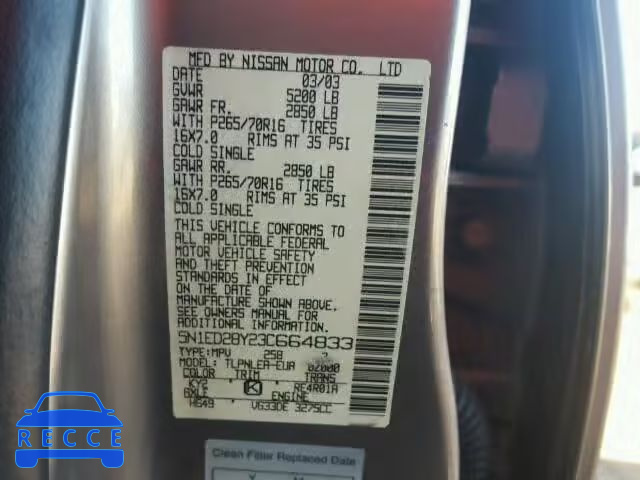 MFD BY NISSAN MOTOR CO., LTD
DATE 03/03
GVWR 5200 LB
GAWR FR. 2850 LB
WITH P265/70R16 TIRES
16X7.0 RIMS AT 35 PSI
COLD SINGLE
GAWR RR. 2850 LB
WITH P265/70R16 TIRES
16X7.0 RIMS AT 35 PSI
COLD SINGLE
THIS VEHICLE CONFORMS TO
ALL APPLICABLE FEDERAL
MOTOR VEHICLE SAFETY
AND THEFT PREVENTION
STANDARDS IN EFFECT
ON THE DATE OF
MANUFACTURE SHOWN ABOVE.
SEE OWNERS MANUAL FOR
ADDITIONAL INFORMATION.
5N1ED28Y23C664833
TYPE:MPV 258
MODEL: TLPNLEA-EUA 02000
COLOR TRIM TRANS
KY2 K RE4R01A
AXLE ENGINE
HG49 VG33DE 3275CC
Clean Filter Replaced Date
RECCE